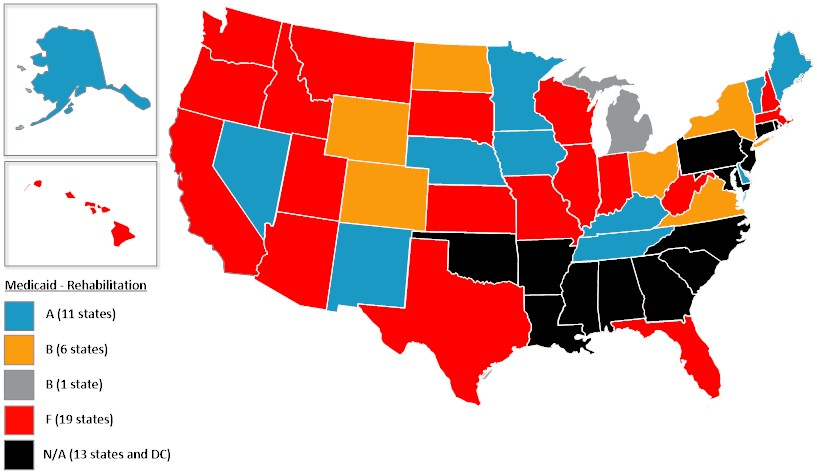 Medicaid - Rehabilitation
A (11 states)
B (6 states)
B (1 state)
F (19 states)
N/A (13 states and DC)